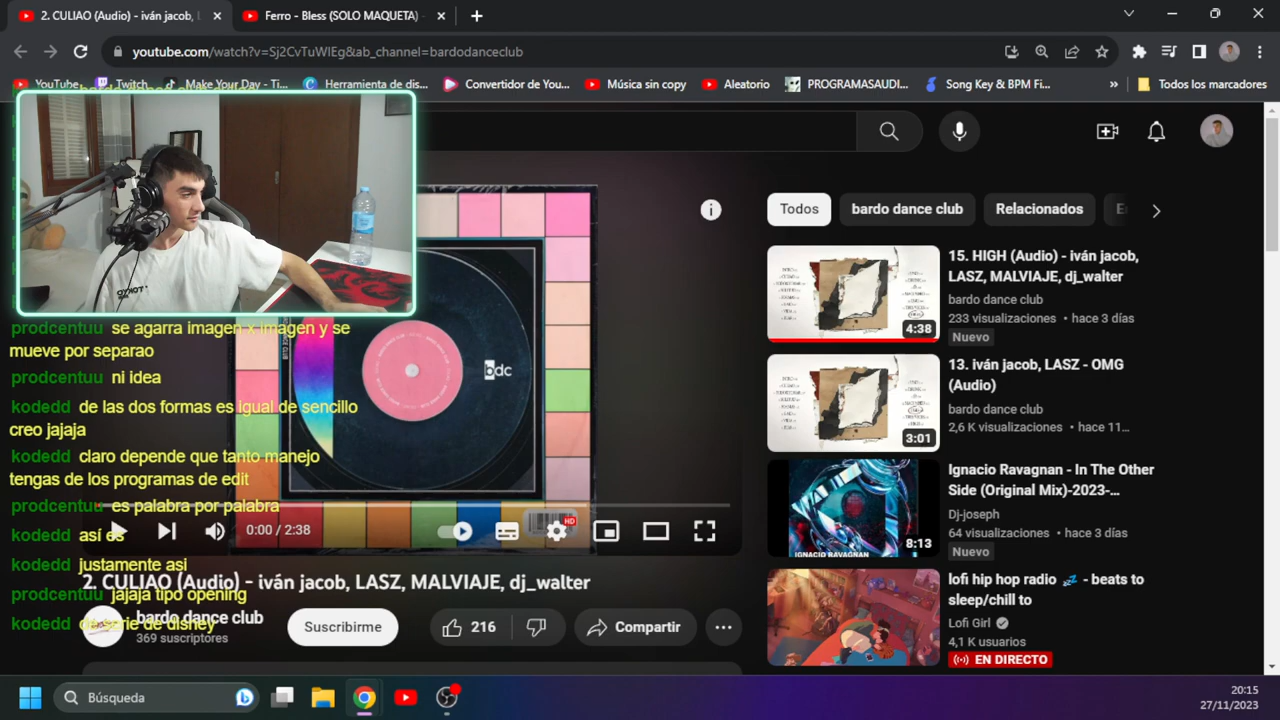 2. CULIAO (Audio) - iván jacob, L
Ferro - Bless (SOLO MAQUETA) -
youtube.com/watch?v=Sj2CvTuWlEg&ab_channel=bardodanceclub
YouTube
Twitch
Make Your Day - Ti...
Herramienta de dis...
Convertidor de You...
Música sin copy
Aleatorio
PROGRAMASAUDI...
Song Key & BPM Fi...
Todos los marcadores
Todos
bardo dance club
Relacionados
15. HIGH (Audio) - iván jacob,
LASZ, MALVIAJE, dj_walter
bardo dance club
233 visualizaciones • hace 3 días
Nuevo
4:38
13. iván jacob, LASZ - OMG
(Audio)
bardo dance club
2,6 K visualizaciones • hace 11...
3:01
Ignacio Ravagnan - In The Other
Side (Original Mix)-2023-...
Dj-joseph
64 visualizaciones • hace 3 días
Nuevo
8:13
IGNACIO RAVAGNAN
lofi hip hop radio 💤 - beats to
sleep/chill to
Lofi Girl
4,1 K usuarios
EN DIRECTO
bdc
prodcentuu se agarra imagen x imagen y se
mueve por separao
prodcentuu ni idea
kodedd de las dos formas es igual de sencillo
creo jajaja
kodedd claro depende que tanto manejo
tengas de los programas de edit
prodcentuu es palabra por palabra
kodedd así es
kodedd justamente asi
prodcentuu jajaja tipo opening
kodedd de serie de disney
0:00 / 2:38
HD
2. CULIAO (Audio) - iván jacob, LASZ, MALVIAJE, dj_walter
bardo dance club
369 suscriptores
Suscribirme
216
Compartir
Búsqueda
20:15
27/11/2023